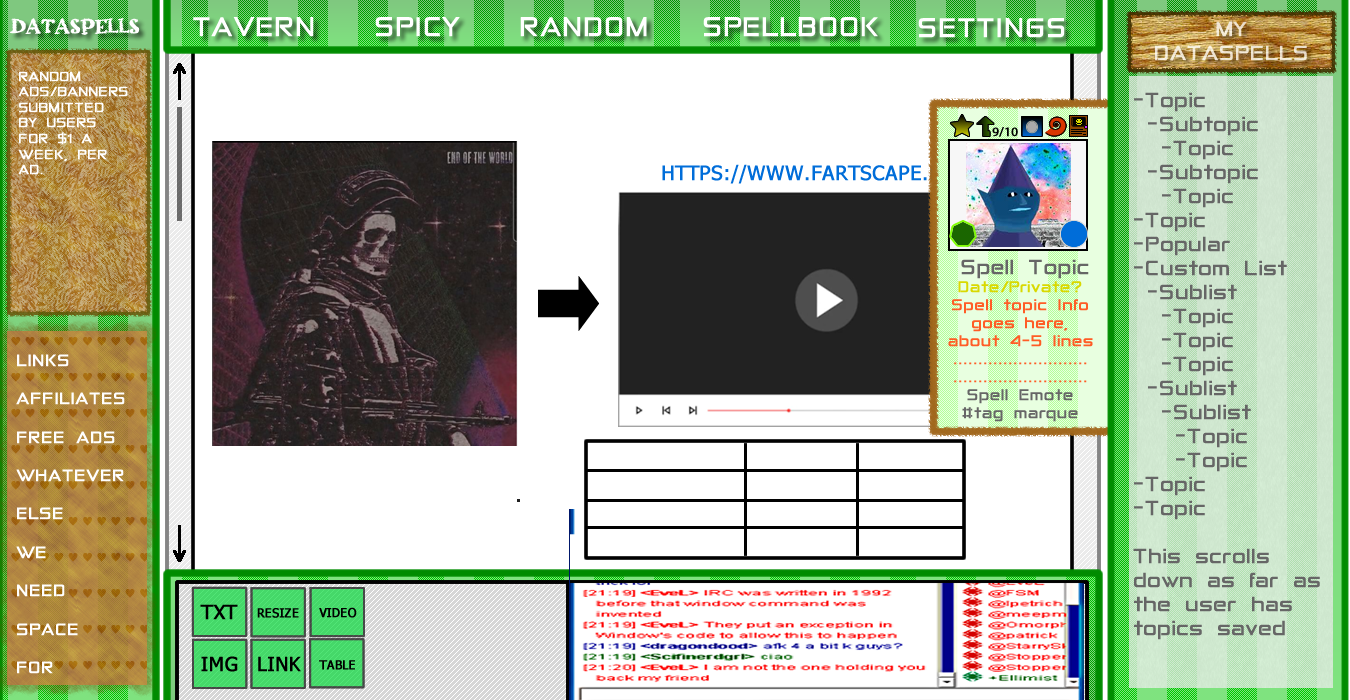 DATASPELLS
TAVERN SPICY RANDOM SPELLBOOK SETTINGS
MY
DATASPELLS
RANDOM
ADS/BANNERS
SUBMITTED
BY USERS
FOR $1 A
WEEK, PER
AD.
LINKS
AFFILIATES
FREE ADS
WHATEVER
ELSE
WE
NEED
SPACE
FOR
END OF THE WORLD
HTTPS://WWW.FARTSCAPE.
9/10
Spell Topic
Date/Private?
Spell topic Info
goes here,
about 4-5 lines
Spell Emote
#tag marque
-Topic
-Subtopic
-Topic
-Subtopic
-Topic
-Topic
-Popular
-Custom List
-Sublist
-Topic
-Topic
-Topic
-Sublist
-Sublist
-Topic
-Topic
-Topic
-Topic
This scrolls
down as far as
the user has
topics saved
TXT RESIZE VIDEO
IMG LINK TABLE
[21:19] <EveL> IRC was written in 1992
before that window command was
invented
[21:19] <EveL> They put an exception in
Window's code to allow this to happen
[21:19] <dragondood> afk 4 a bit k guys?
[21:19] <Scifinerdgrl> ciao
[21:20] <EveL> I am not the one holding you
back my friend
@FSM
@lpetrich
@meepm
@Omorph
@patrick
@StarrySk
@Stopper
@Stopper
+Ellimist